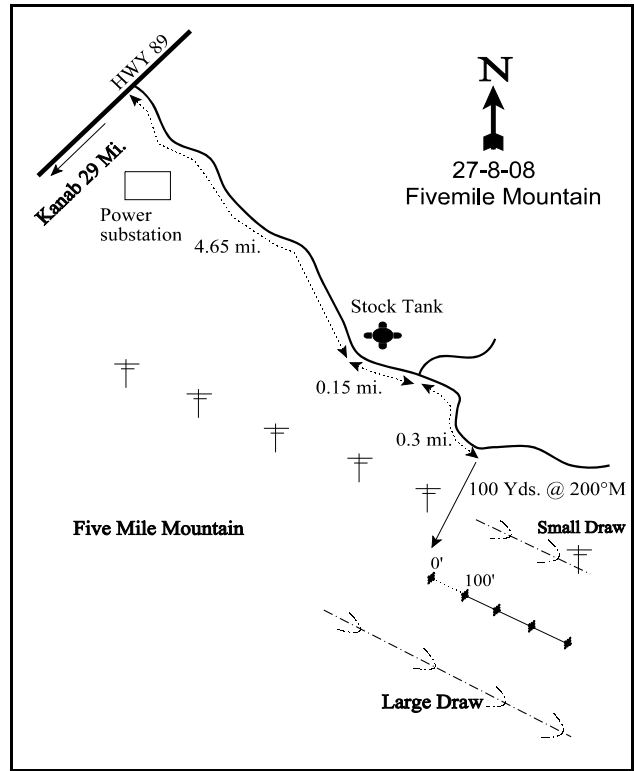 HWY 89
N
Kanab 29 Mi.
27-8-08
Fivemile Mountain
Power
substation
4.65 mi.
Stock Tank
0.15 mi.
0.3 mi.
100 Yds. @ 200°M
Five Mile Mountain
Small Draw
0'
100'
Large Draw